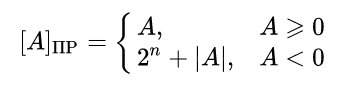 [A]ПР = { A, A ⩾ 0
2ⁿ + |A|, A < 0